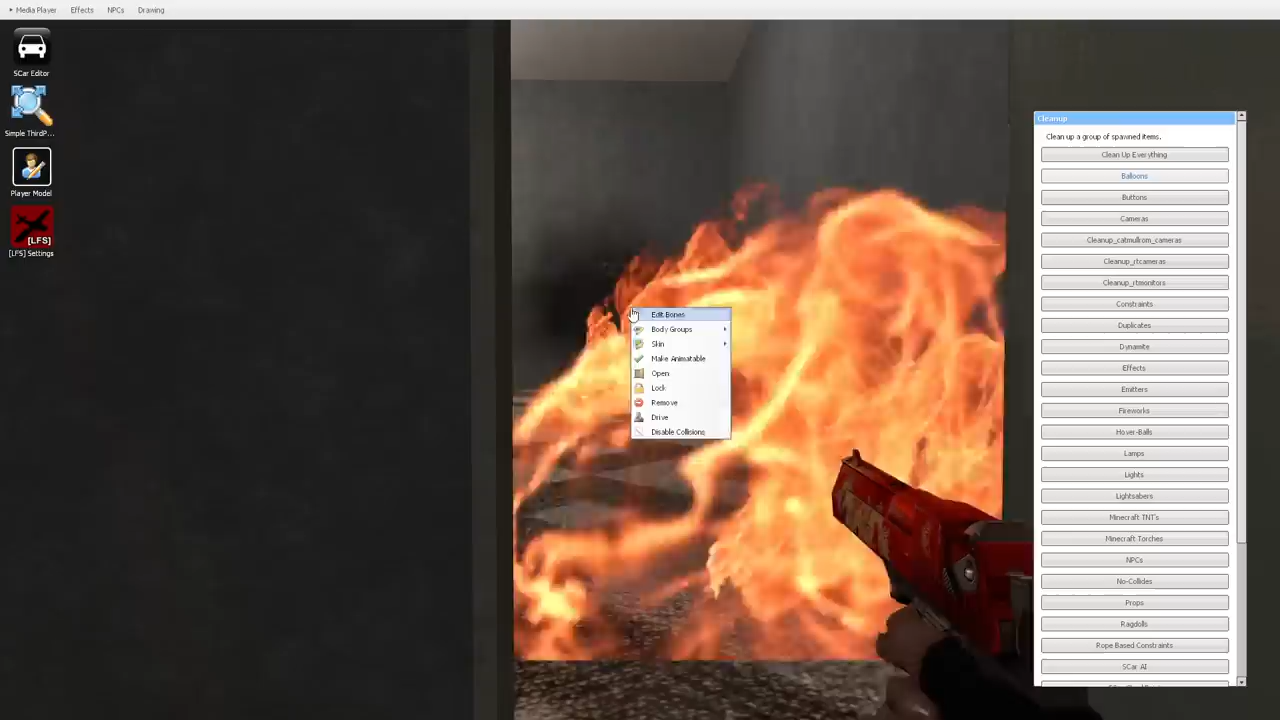 Media Player
Effects
NPCs
Drawing
SCar Editor
Simple ThirdP...
Player Model
[LFS]
[LFS] Settings
Edit Bones
Body Groups
Skin
Make Animatable
Open
Lock
Remove
Drive
Disable Collisions
Cleanup
Clean up a group of spawned items.
Clean Up Everything
Balloons
Buttons
Cameras
Cleanup_catmullrom_cameras
Cleanup_rtcameras
Cleanup_rtmonitors
Constraints
Duplicates
Dynamite
Effects
Emitters
Fireworks
Hover-Balls
Lamps
Lights
Lightsabers
Minecraft TNT's
Minecraft Torches
NPCs
No-Collides
Props
Ragdolls
Rope Based Constraints
SCar AI